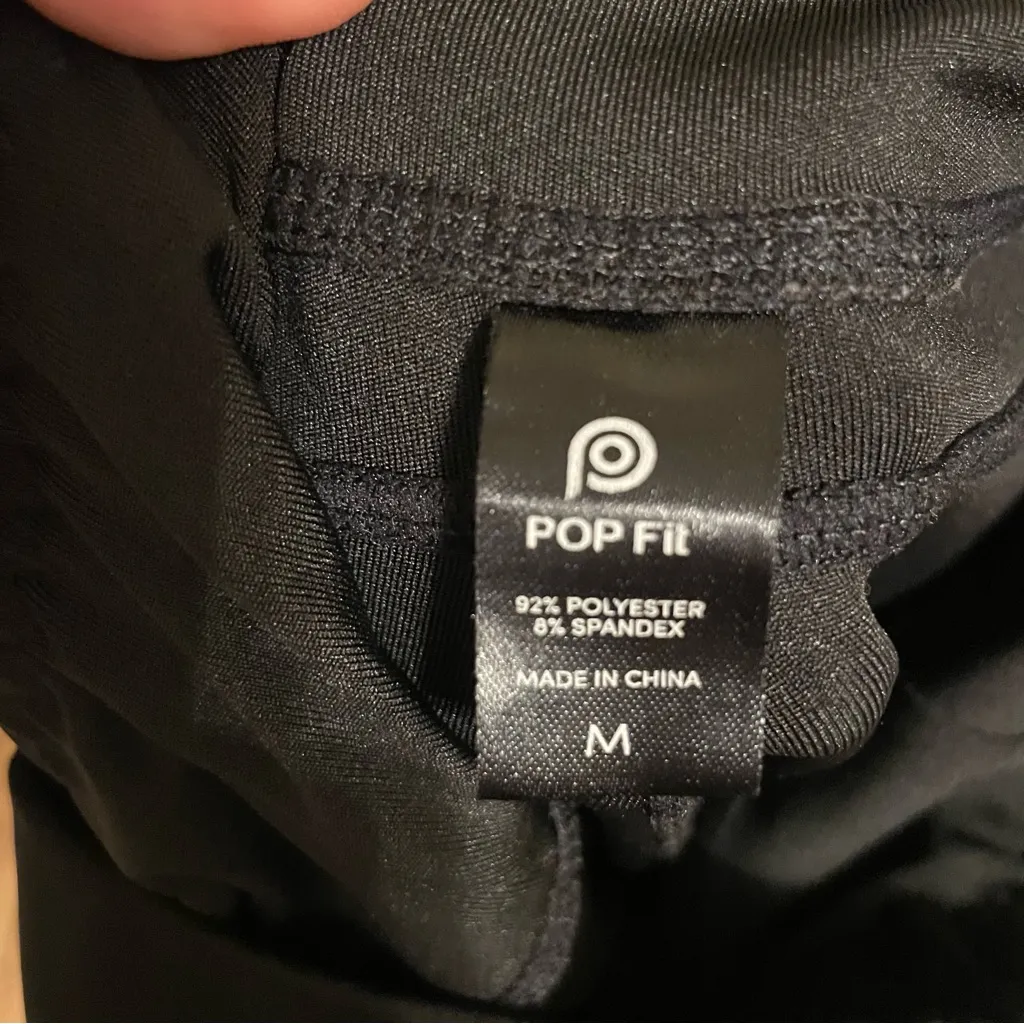 POP Fit
92% POLYESTER
8% SPANDEX
MADE IN CHINA
M